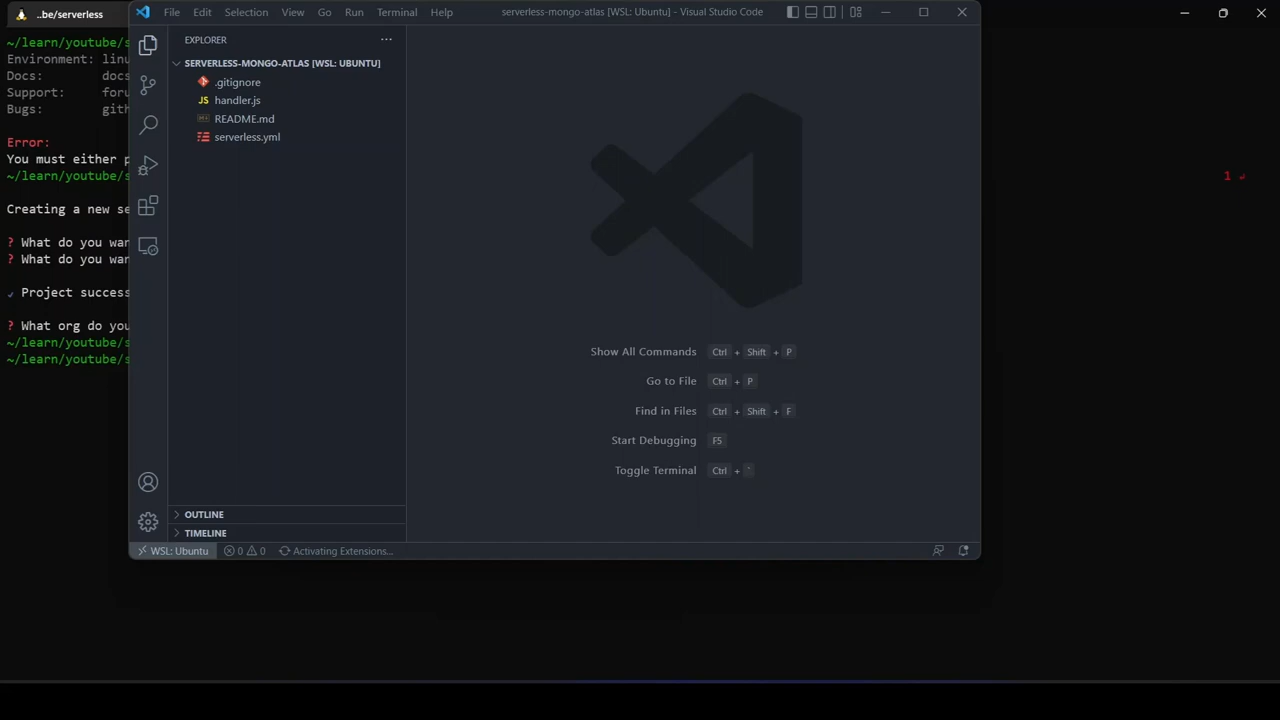 ..be/serverless
File Edit Selection View Go Run Terminal Help
serverless-mongo-atlas [WSL: Ubuntu] - Visual Studio Code
~/learn/youtube/s
Environment: linu
Docs: docs
Support: foru
Bugs: gith
Error:
You must either p
~/learn/youtube/s
1
Creating a new se
? What do you wan
? What do you wan
Project success
? What org do you
~/learn/youtube/s
~/learn/youtube/s
EXPLORER
SERVERLESS-MONGO-ATLAS [WSL: UBUNTU]
.gitignore
JS handler.js
README.md
serverless.yml
Show All Commands Ctrl + Shift + P
Go to File Ctrl + P
Find in Files Ctrl + Shift + F
Start Debugging F5
Toggle Terminal Ctrl + `
OUTLINE
TIMELINE
WSL: Ubuntu 0 0 Activating Extensions...